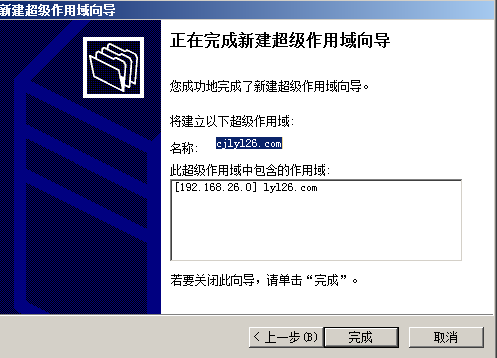 新建超级作用域向导
正在完成新建超级作用域向导
您成功地完成了新建超级作用域向导。
将建立以下超级作用域:
名称: cjlyl26.com
此超级作用域中包含的作用域:
[192.168.26.0] lyl26.com
若要关闭此向导，请单击“完成”。
< 上一步(B) 完成 取消